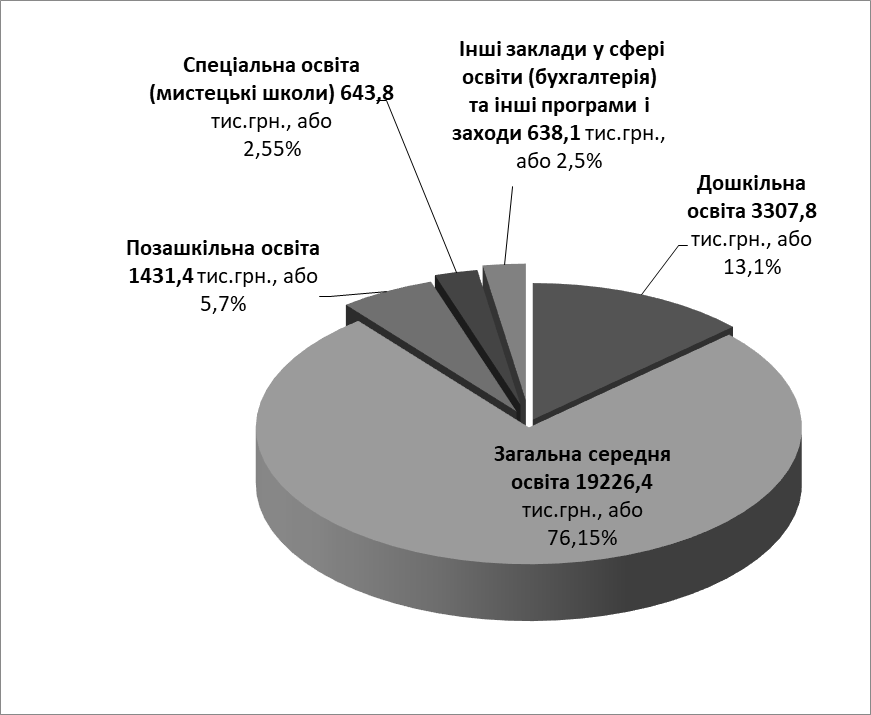 Спеціальна освіта
(мистецькі школи) 643,8
тис.грн., або
2,55%
Інші заклади у сфері
освіти (бухгалтерія)
та інші програми і
заходи 638,1 тис.грн.,
або 2,5%
Дошкільна
освіта 3307,8
тис.грн., або
13,1%
Позашкільна освіта
1431,4 тис.грн., або
5,7%
Загальна середня
освіта 19226,4
тис.грн., або
76,15%